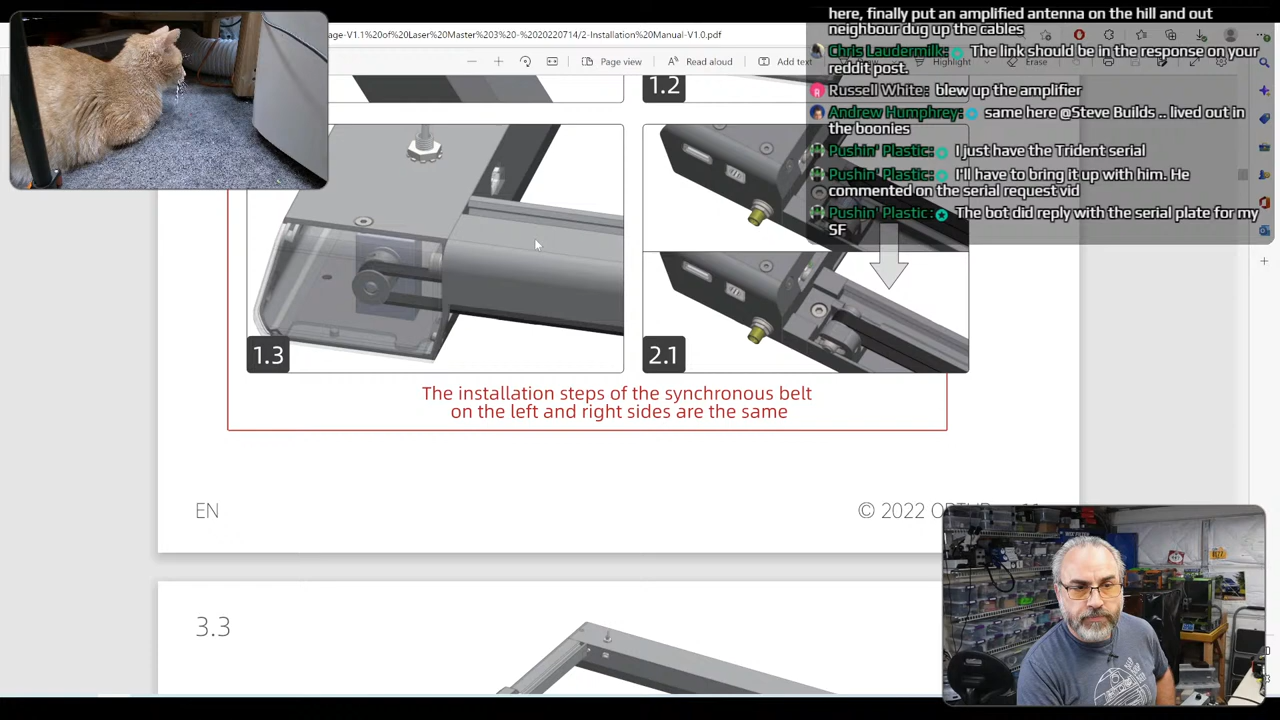 age-V1.1%20of%20Laser%20Master%203%20-%2020220714/2-Installation%20Manual-V1.0.pdf
Page view
Read aloud
Add text
Highlight
Erase
1.2
1.3
2.1
The installation steps of the synchronous belt
on the left and right sides are the same
EN
© 2022
3.3
here, finally put an amplified antenna on the hill and out
neighbour dug up the cables
Chris Laudermilk: The link should be in the response on your
reddit post.
Russell White: blew up the amplifier
Andrew Humphrey: same here @Steve Builds .. lived out in
the boonies
Pushin' Plastic: I just have the Trident serial
Pushin' Plastic: I'll have to bring it up with him. He
commented on the serial request vid
Pushin' Plastic: The bot did reply with the serial plate for my
SF